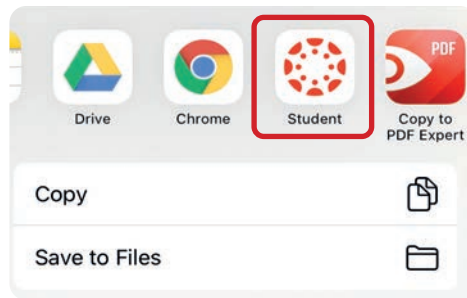 PDF
Drive
Chrome
Student
Copy to
PDF Expert
Copy
Save to Files